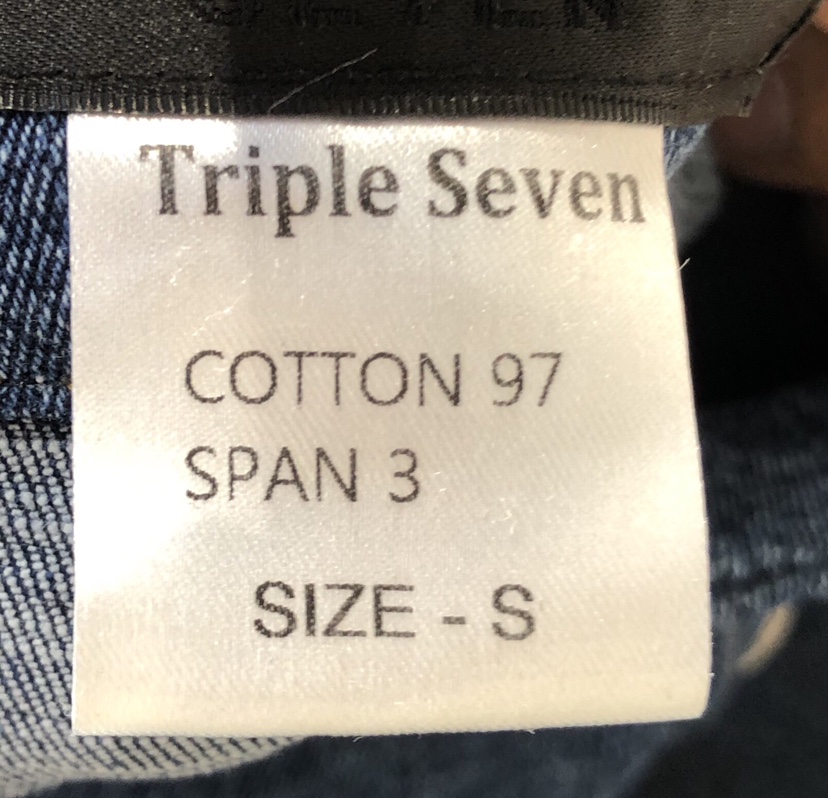 Triple Seven
COTTON 97
SPAN 3
SIZE - S